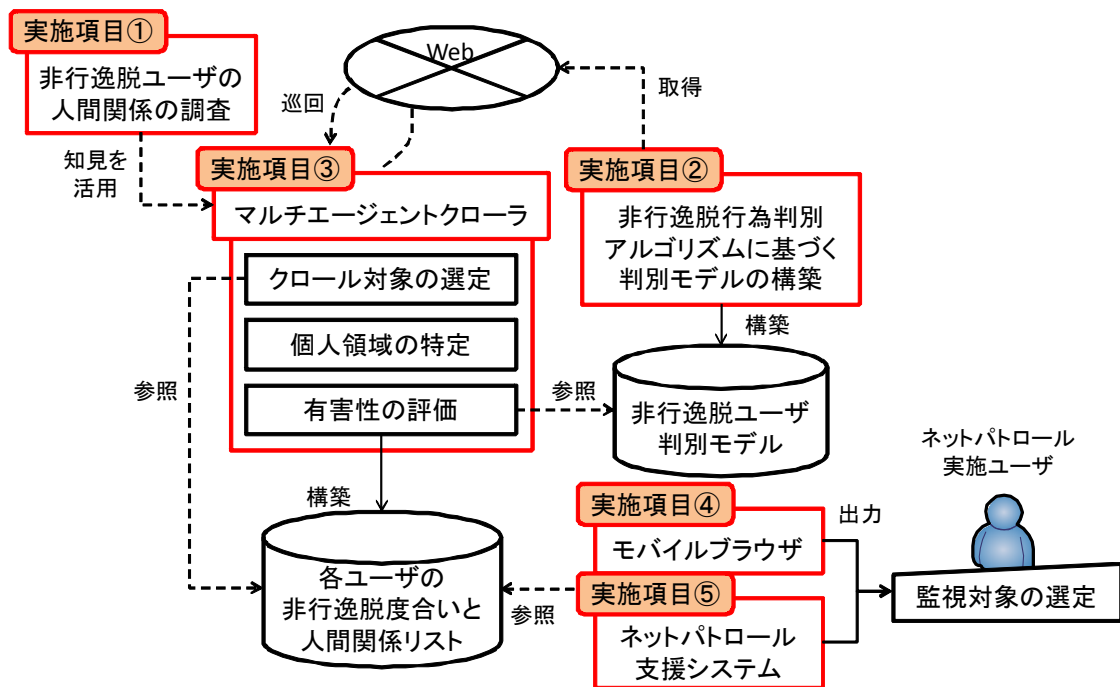 実施項目①
非行逸脱ユーザの
人間関係の調査
Web
取得
巡回
知見を
活用
実施項目③
マルチエージェントクローラ
実施項目②
非行逸脱行為判別
アルゴリズムに基づく
判別モデルの構築
クロール対象の選定
個人領域の特定
有害性の評価
構築
参照
参照
非行逸脱ユーザ
判別モデル
ネットパトロール
実施ユーザ
構築
実施項目④
モバイルブラウザ
出力
各ユーザの
非行逸脱度合いと
人間関係リスト
参照
実施項目⑤
ネットパトロール
支援システム
監視対象の選定